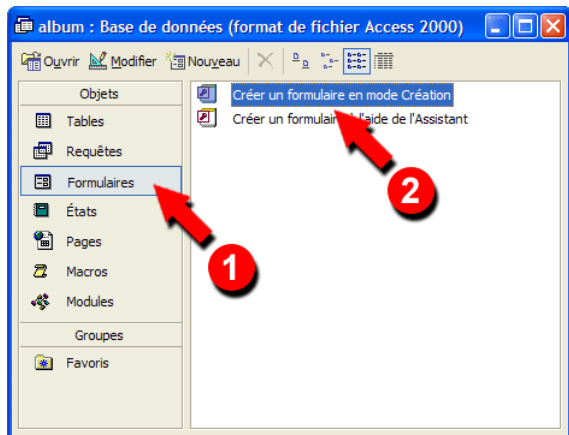 album : Base de données (format de fichier Access 2000)
Ouvrir Modifier Nouveau
Objets
Tables
Requêtes
Formulaires
États
Pages
Macros
Modules
Groupes
Favoris
Créer un formulaire en mode Création
Créer un formulaire à l'aide de l'Assistant
1
2